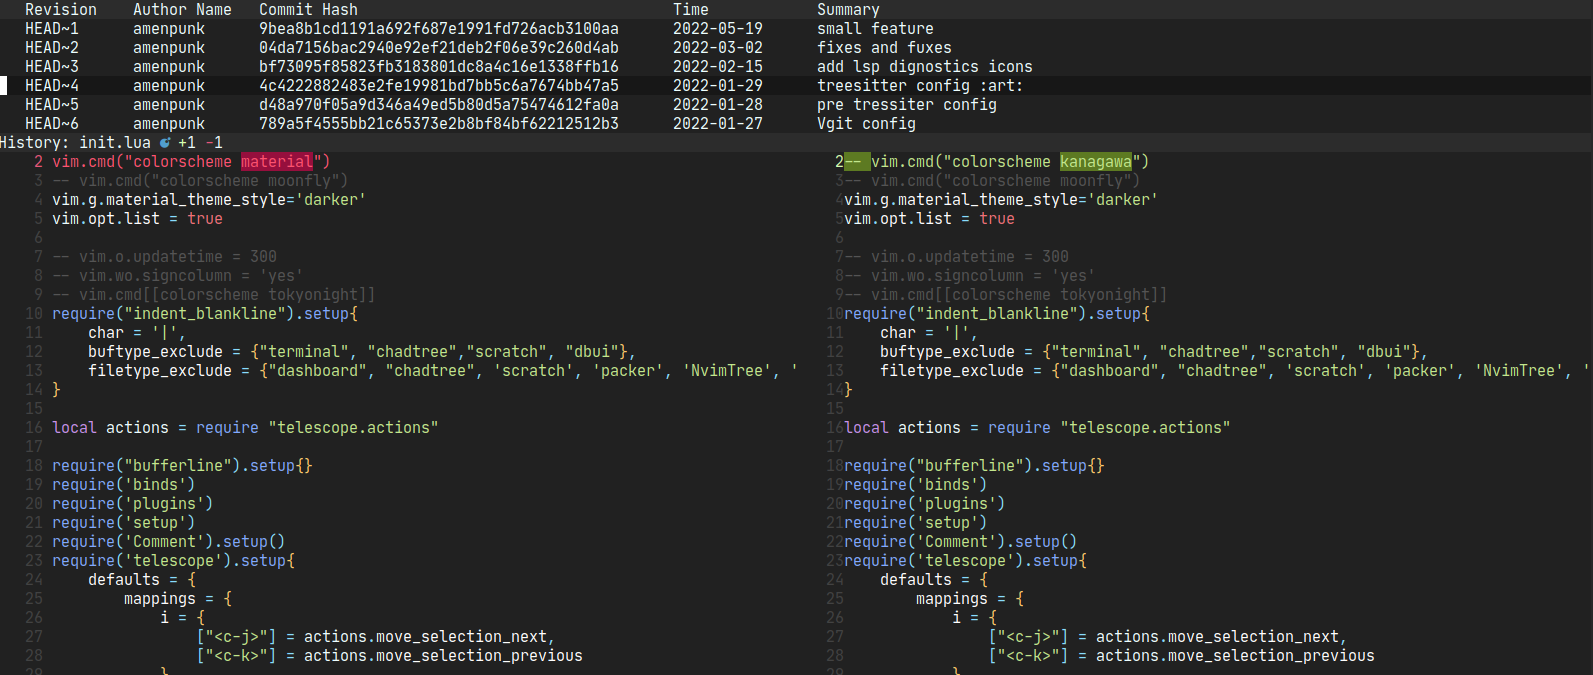 Revision Author Name Commit Hash Time Summary
HEAD~1 amenpunk 9bea8b1cd1191a692f687e1991fd726acb3100aa 2022-05-19 small feature
HEAD~2 amenpunk 04da7156bac2940e92ef21deb2f06e39c260d4ab 2022-03-02 fixes and fuxes
HEAD~3 amenpunk bf73095f85823fb3183801dc8a4c16e1338ffb16 2022-02-15 add lsp dignostics icons
HEAD~4 amenpunk 4c4222882483e2fe19981bd7bb5c6a7674bb47a5 2022-01-29 treesitter config :art:
HEAD~5 amenpunk d48a970f05a9d346a49ed5b80d5a75474612fa0a 2022-01-28 pre tressiter config
HEAD~6 amenpunk 789a5f4555bb21c65373e2b8bf84bf62212512b3 2022-01-27 Vgit config
History: init.lua +1 -1
2 vim.cmd("colorscheme material")
3 -- vim.cmd("colorscheme moonfly")
4 vim.g.material_theme_style='darker'
5 vim.opt.list = true
6
7 -- vim.o.updatetime = 300
8 -- vim.wo.signcolumn = 'yes'
9 -- vim.cmd[[colorscheme tokyonight]]
10 require("indent_blankline").setup{
11 char = '|',
12 buftype_exclude = {"terminal", "chadtree","scratch", "dbui"},
13 filetype_exclude = {"dashboard", "chadtree", 'scratch', 'packer', 'NvimTree', '
14 }
15
16 local actions = require "telescope.actions"
17
18 require("bufferline").setup{}
19 require('binds')
20 require('plugins')
21 require('setup')
22 require('Comment').setup()
23 require('telescope').setup{
24 defaults = {
25 mappings = {
26 i = {
27 ["<c-j>"] = actions.move_selection_next,
28 ["<c-k>"] = actions.move_selection_previous
29 }
2-- vim.cmd("colorscheme kanagawa")
3-- vim.cmd("colorscheme moonfly")
4vim.g.material_theme_style='darker'
5vim.opt.list = true
6
7-- vim.o.updatetime = 300
8-- vim.wo.signcolumn = 'yes'
9-- vim.cmd[[colorscheme tokyonight]]
10require("indent_blankline").setup{
11 char = '|',
12 buftype_exclude = {"terminal", "chadtree","scratch", "dbui"},
13 filetype_exclude = {"dashboard", "chadtree", 'scratch', 'packer', 'NvimTree', '
14}
15
16local actions = require "telescope.actions"
17
18require("bufferline").setup{}
19require('binds')
20require('plugins')
21require('setup')
22require('Comment').setup()
23require('telescope').setup{
24 defaults = {
25 mappings = {
26 i = {
27 ["<c-j>"] = actions.move_selection_next,
28 ["<c-k>"] = actions.move_selection_previous
29 }